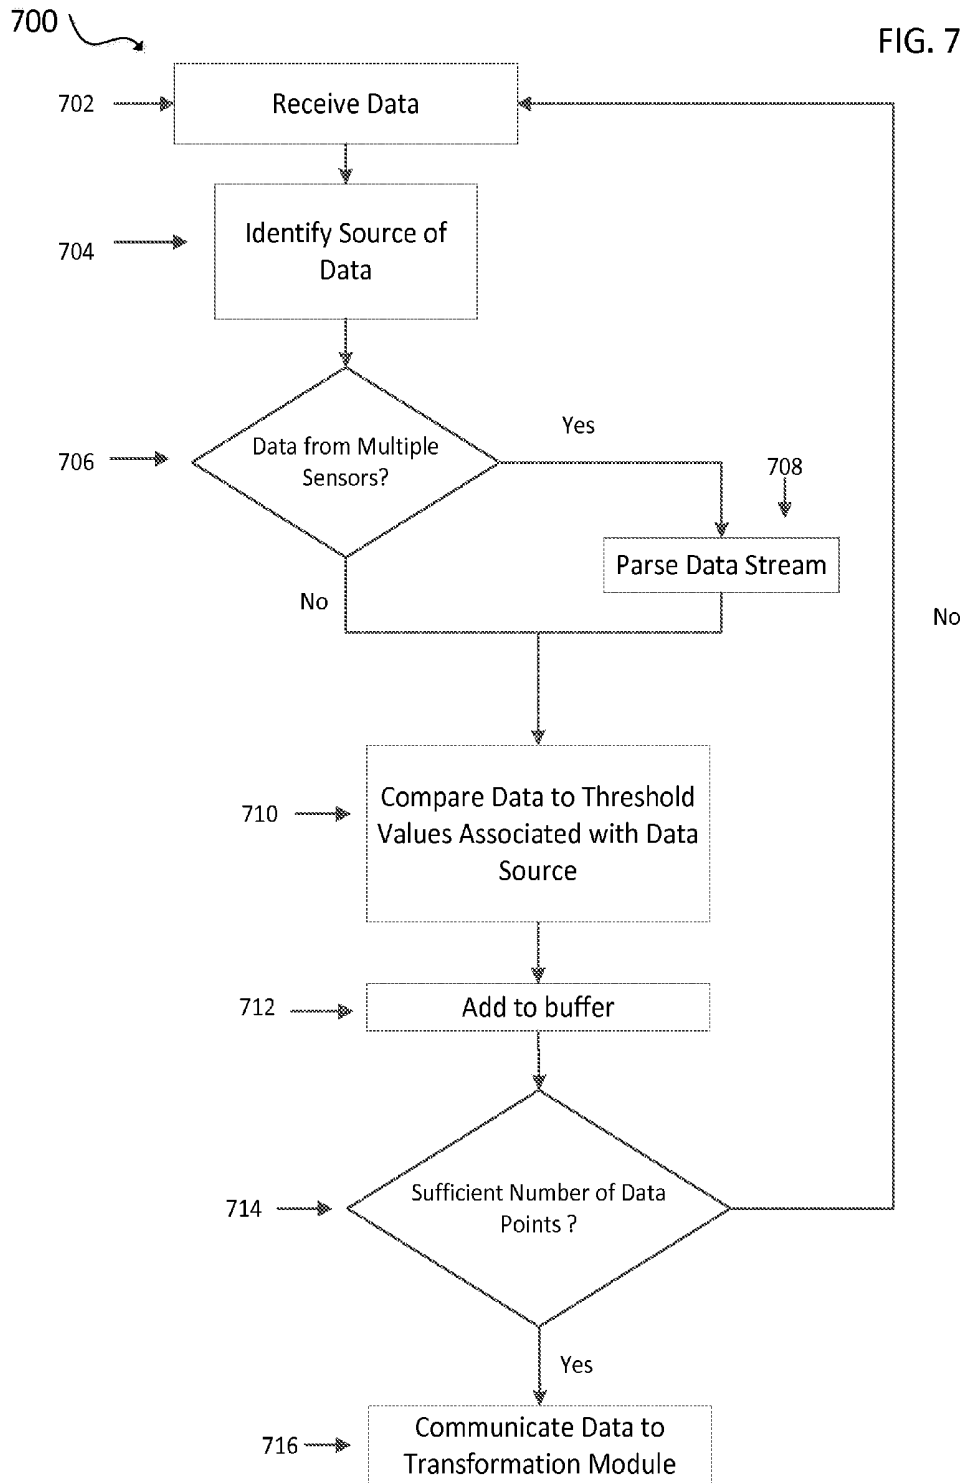 700
FIG. 7
702
Receive Data
704
Identify Source of
Data
706
Data from Multiple
Sensors?
Yes
708
Parse Data Stream
No
No
710
Compare Data to Threshold
Values Associated with Data
Source
712
Add to buffer
714
Sufficient Number of Data
Points ?
Yes
716
Communicate Data to
Transformation Module